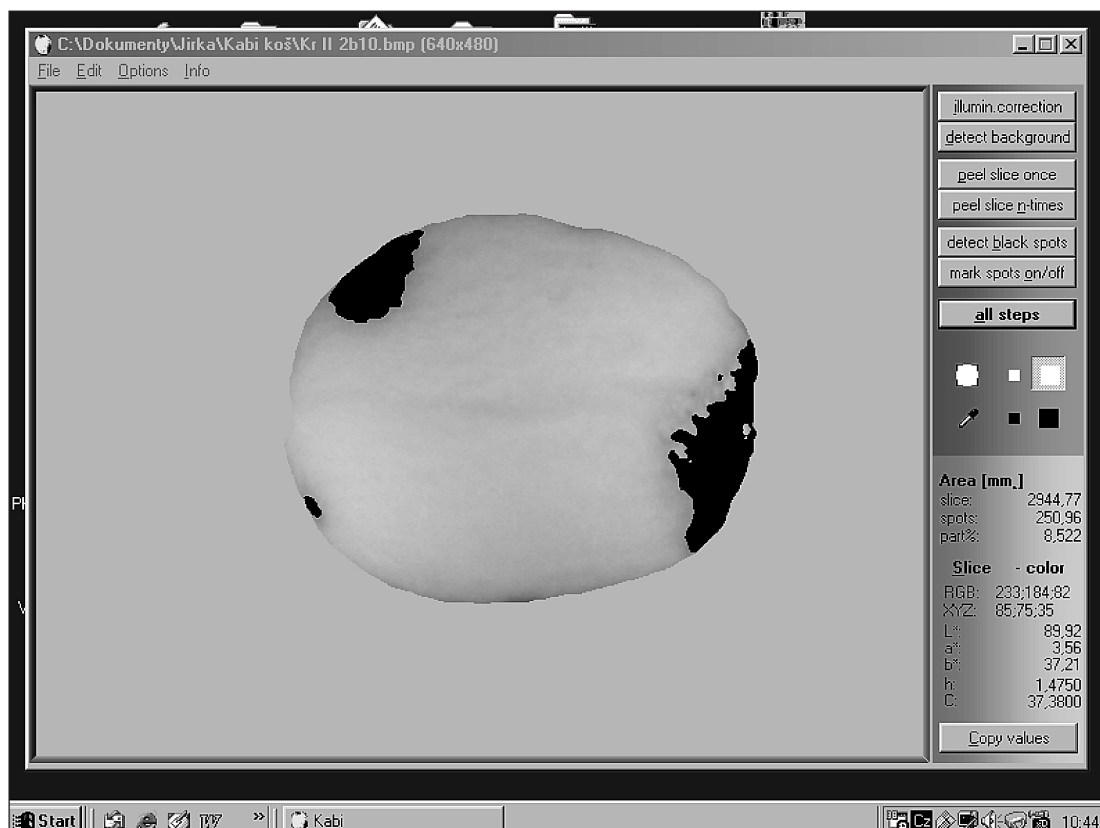 C:\Dokumenty\Jirka\Kabi koš\Kr II 2b10.bmp (640x480)
File Edit Options Info
illumin.correction
detect background
peel slice once
peel slice n-times
detect black spots
mark spots on/off
all steps
Area [mm˛]
slice: 2944,77
spots: 250,96
part%: 8,522
Slice - color
RGB: 233;184;82
XYZ: 85;75;35
L*: 89,92
a*: 3,56
b*: 37,21
h: 1,4750
C: 37,3800
Copy values
Start
»
Kabi
Cz
10:44